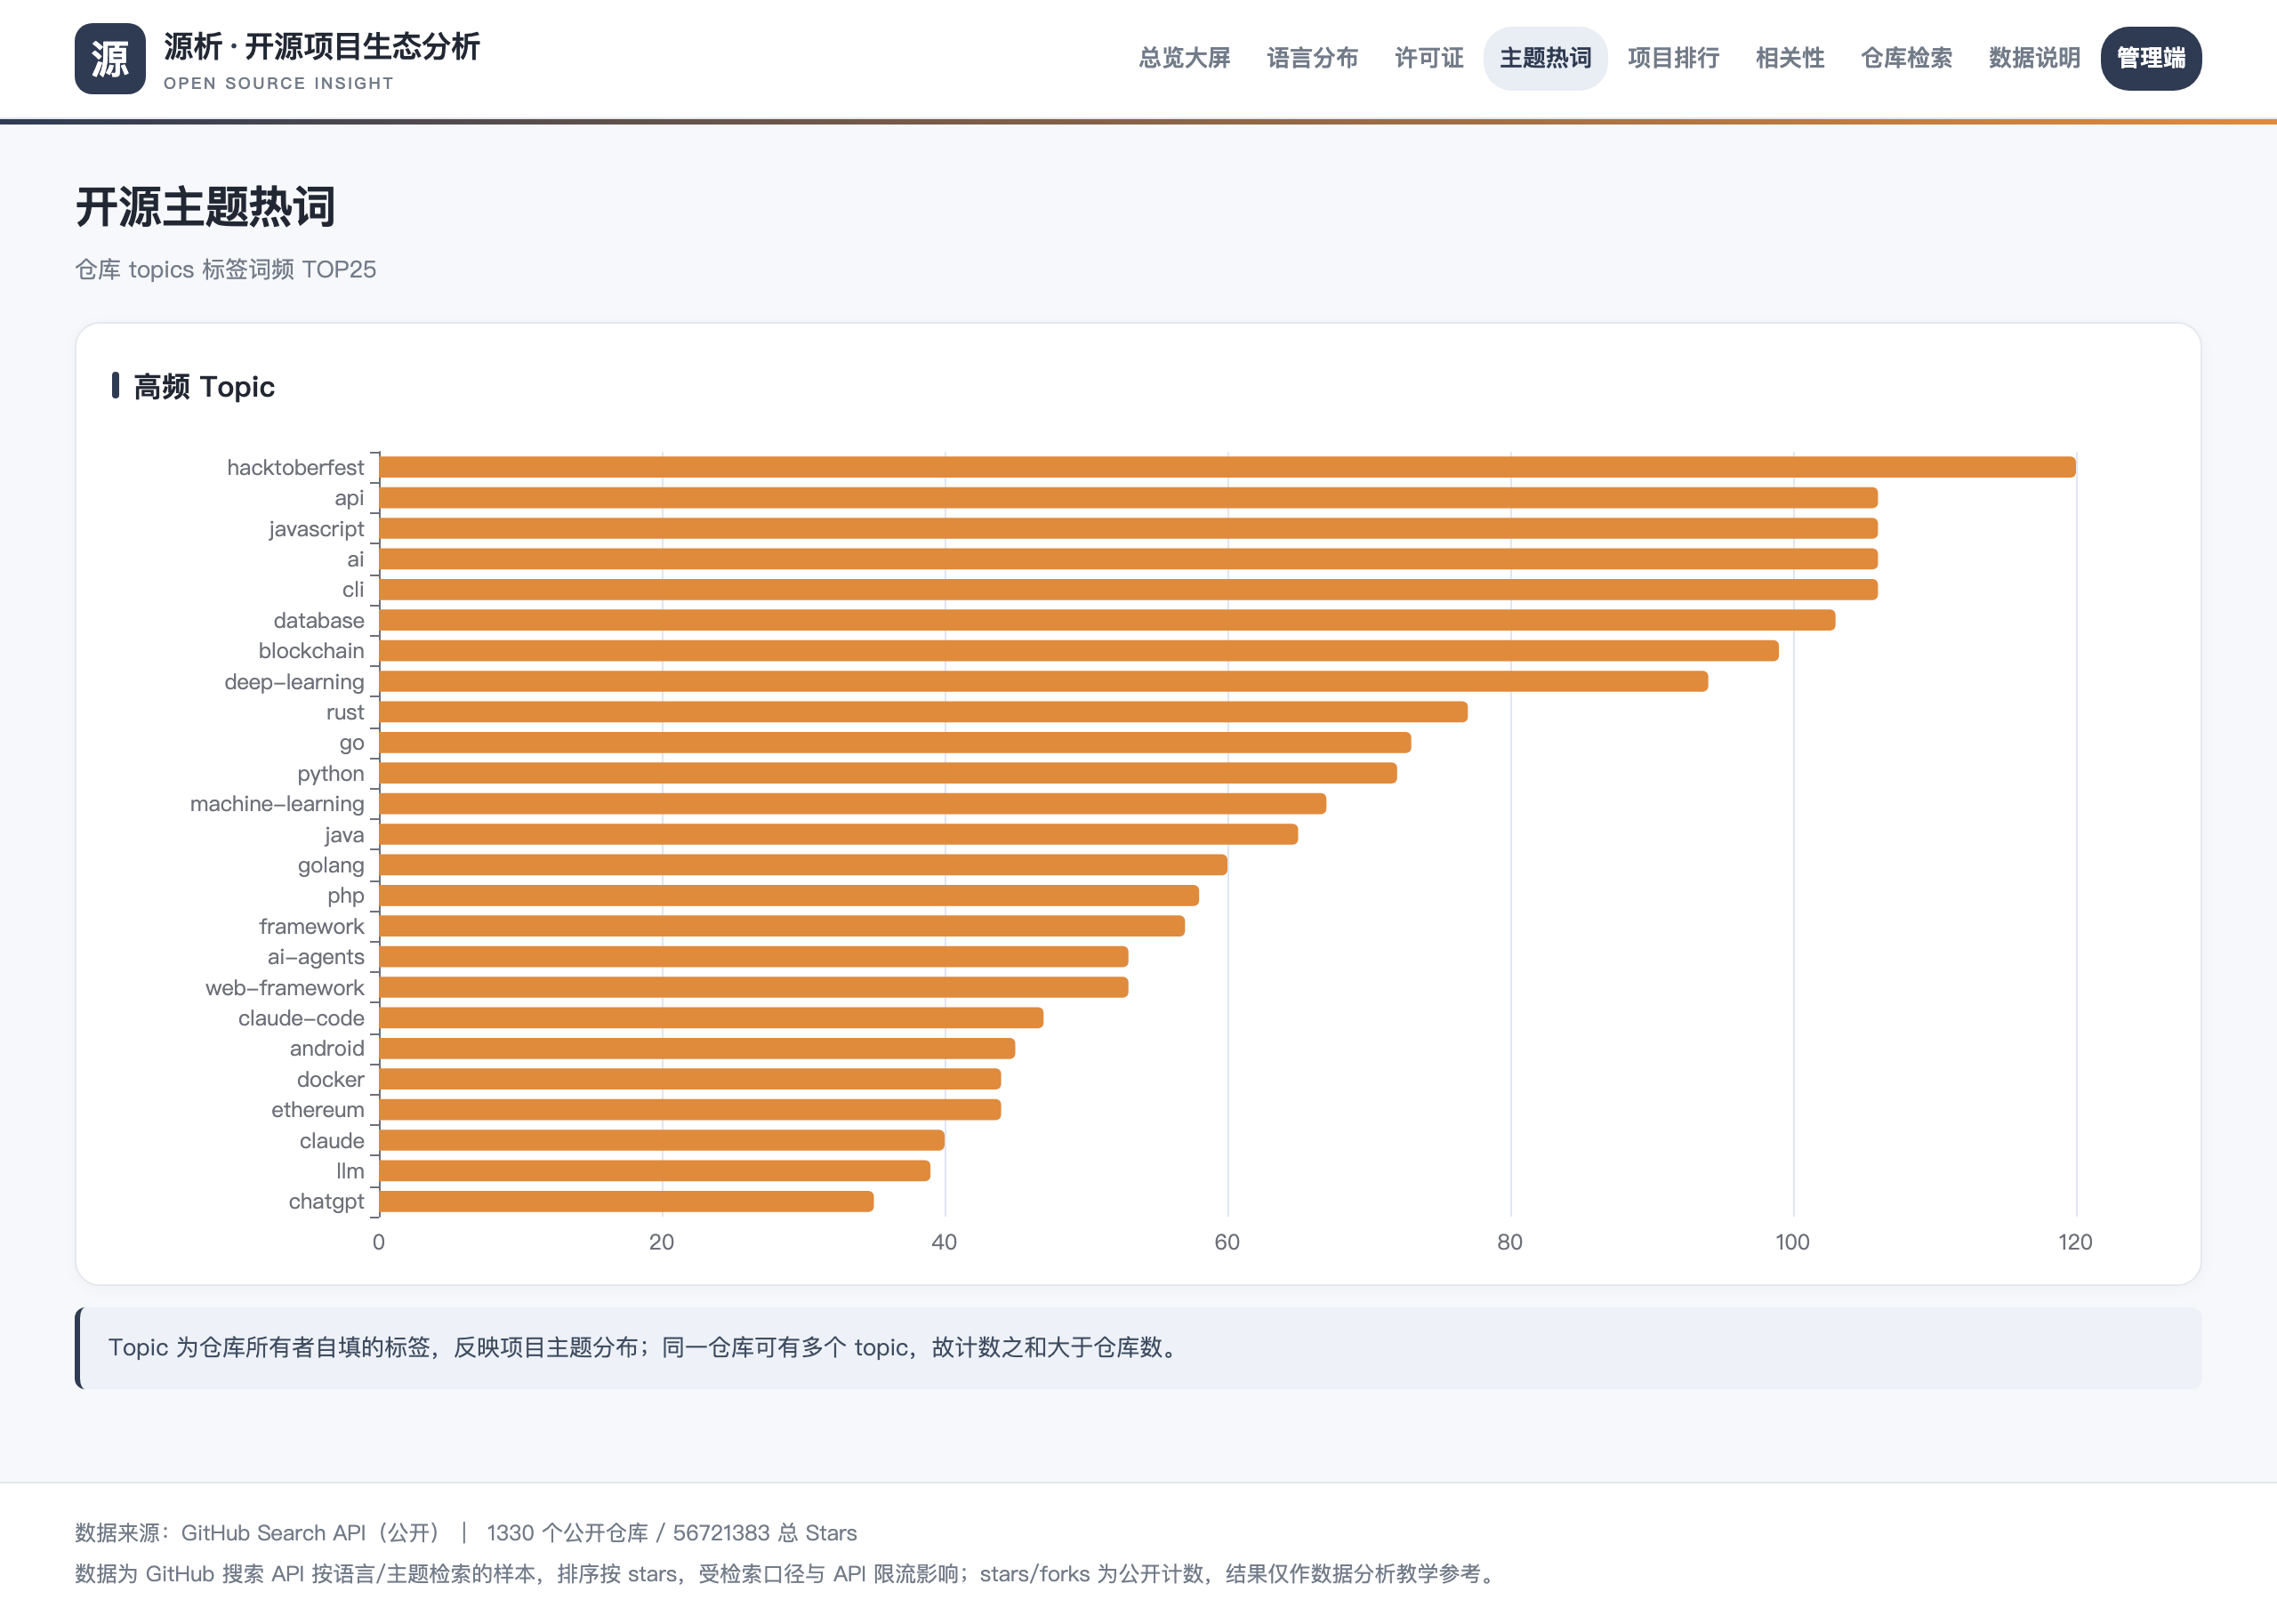 源
源析 · 开源项目生态分析
OPEN SOURCE INSIGHT
总览大屏 语言分布 许可证 主题热词 项目排行 相关性 仓库检索 数据说明 管理端
开源主题热词
仓库 topics 标签词频 TOP25
高频 Topic
hacktoberfest
api
javascript
ai
cli
database
blockchain
deep-learning
rust
go
python
machine-learning
java
golang
php
framework
ai-agents
web-framework
claude-code
android
docker
ethereum
claude
llm
chatgpt
0 20 40 60 80 100 120
Topic 为仓库所有者自填的标签，反映项目主题分布；同一仓库可有多个 topic，故计数之和大于仓库数。
数据来源：GitHub Search API（公开） ｜ 1330 个公开仓库 / 56721383 总 Stars
数据为 GitHub 搜索 API 按语言/主题检索的样本，排序按 stars，受检索口径与 API 限流影响；stars/forks 为公开计数，结果仅作数据分析教学参考。